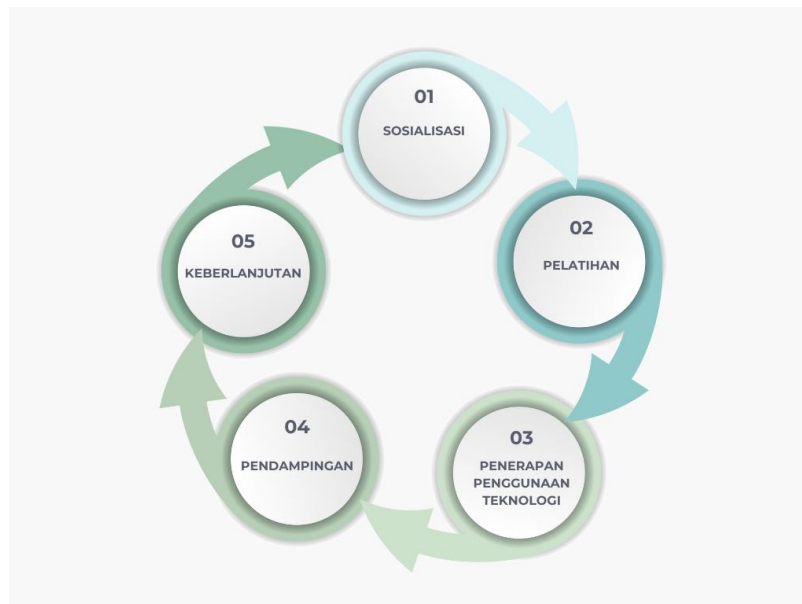 01
SOSIALISASI
02
PELATIHAN
03
PENERAPAN
PENGGUNAAN
TEKNOLOGI
04
PENDAMPINGAN
05
KEBERLANJUTAN